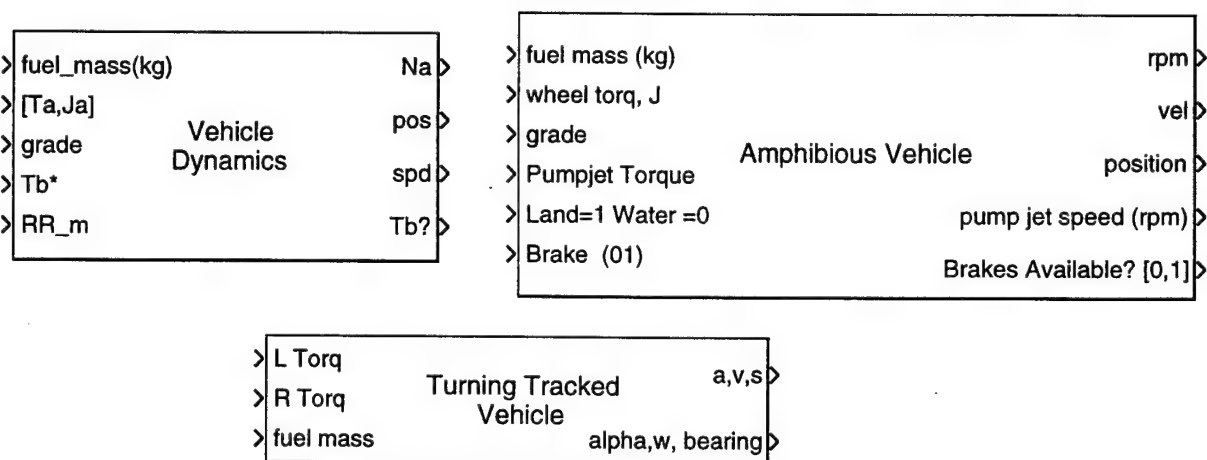 fuel_mass(kg)
[Ta,Ja]
grade
Tb*
RR_m
Vehicle
Dynamics
Na
pos
spd
Tb?
fuel mass (kg)
wheel torq, J
grade
Pumpjet Torque
Land=1 Water =0
Brake (01)
Amphibious Vehicle
rpm
vel
position
pump jet speed (rpm)
Brakes Available? [0,1]
L Torq
R Torq
fuel mass
Turning Tracked
Vehicle
a,v,s
alpha,w, bearing